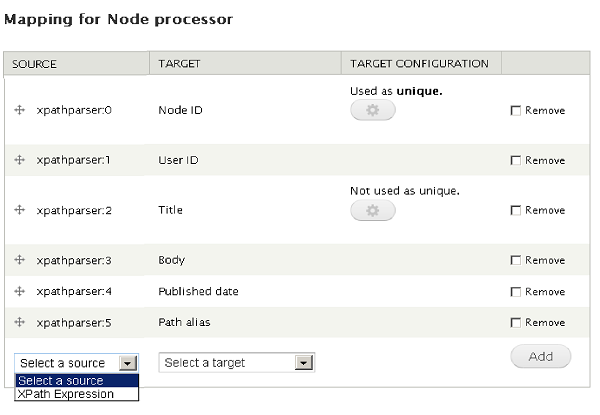 Mapping for Node processor
SOURCE TARGET TARGET CONFIGURATION
xpathparser:0 Node ID Used as unique. Remove
xpathparser:1 User ID Remove
xpathparser:2 Title Not used as unique. Remove
xpathparser:3 Body Remove
xpathparser:4 Published date Remove
xpathparser:5 Path alias Remove
Select a source Select a target Add
Select a source
XPath Expression